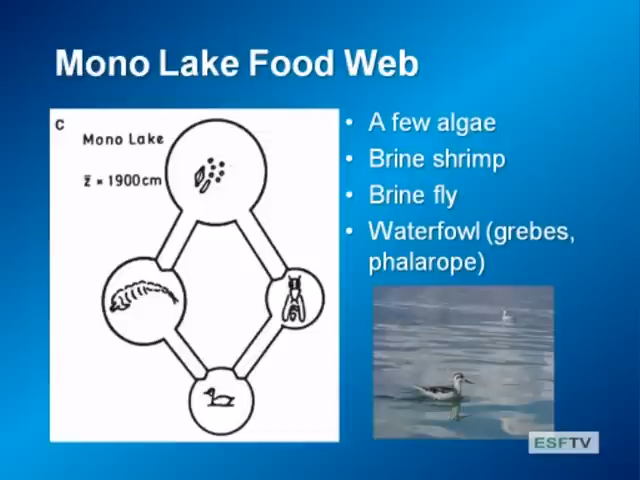 Mono Lake Food Web
C
Mono Lake
z̄ = 1900cm
• A few algae
• Brine shrimp
• Brine fly
• Waterfowl (grebes,
phalarope)
ESFTV